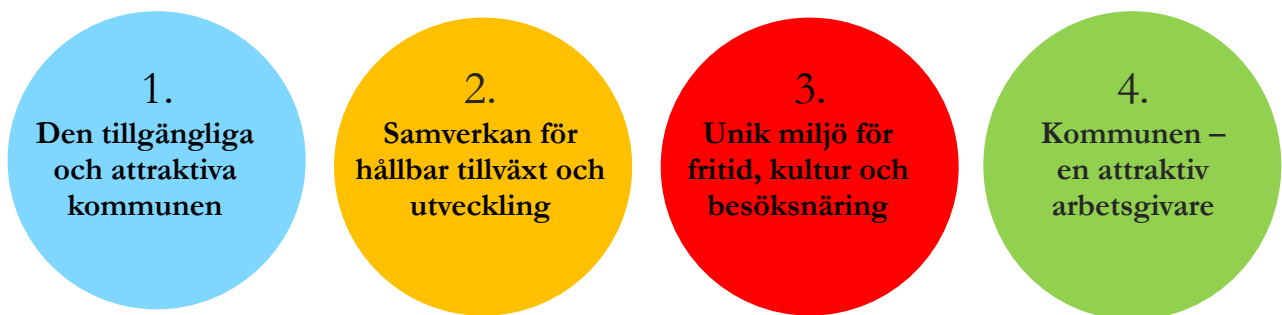 1.
Den tillgängliga
och attraktiva
kommunen
2.
Samverkan för
hållbar tillväxt och
utveckling
3.
Unik miljö för
fritid, kultur och
besöksnäring
4.
Kommunen –
en attraktiv
arbetsgivare